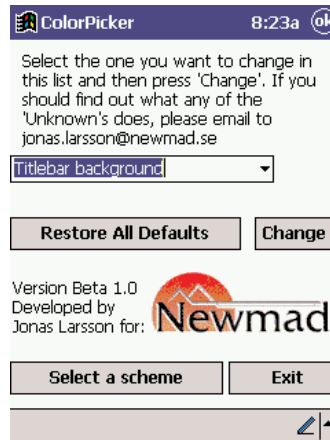 ColorPicker 8:23a ok
Select the one you want to change in
this list and then press 'Change'. If you
should find out what any of the
'Unknown's does, please email to
jonas.larsson@newmad.se
Titlebar background
Restore All Defaults Change
Version Beta 1.0
Developed by
Jonas Larsson for: Newmad
Select a scheme Exit